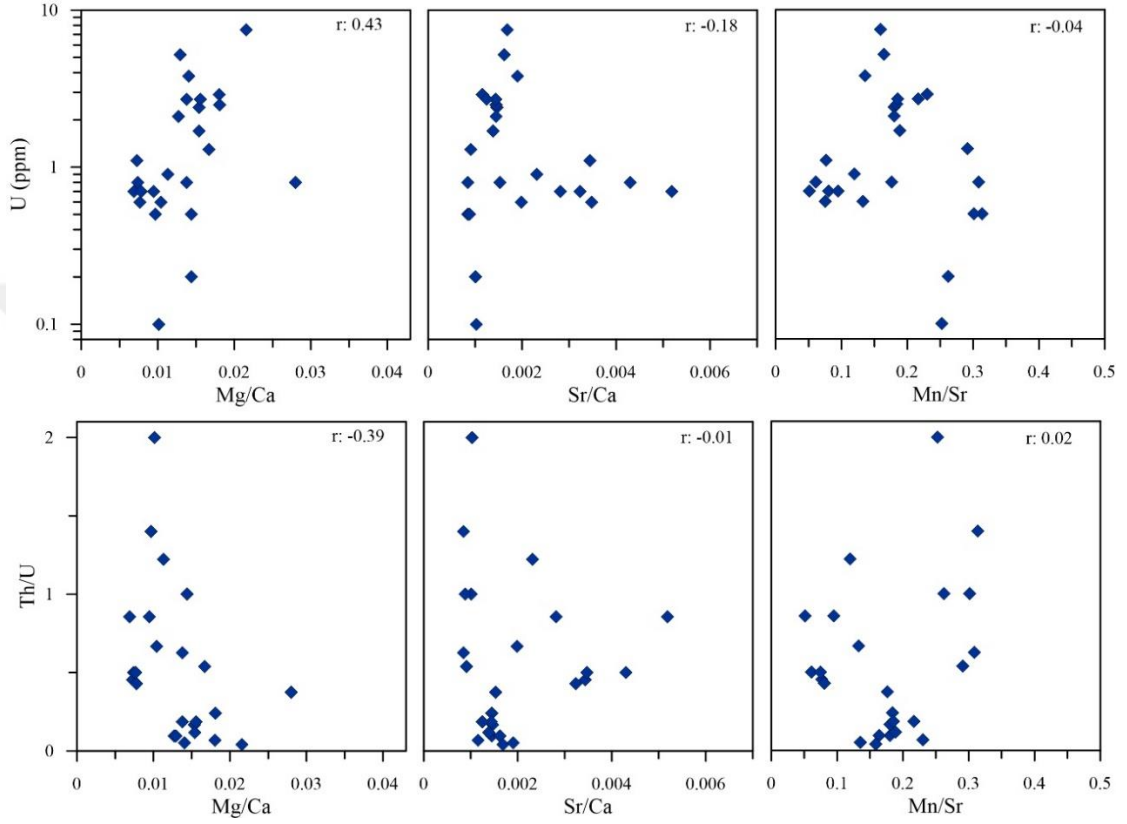 10
1
0.1
U (ppm)
r: 0.43
r: -0.18
r: -0.04
0 0.01 0.02 0.03 0.04
0 0.002 0.004 0.006
0 0.1 0.2 0.3 0.4 0.5
Mg/Ca
Sr/Ca
Mn/Sr
2
1
0
Th/U
r: -0.39
r: -0.01
r: 0.02
0 0.01 0.02 0.03 0.04
0 0.002 0.004 0.006
0 0.1 0.2 0.3 0.4 0.5
Mg/Ca
Sr/Ca
Mn/Sr